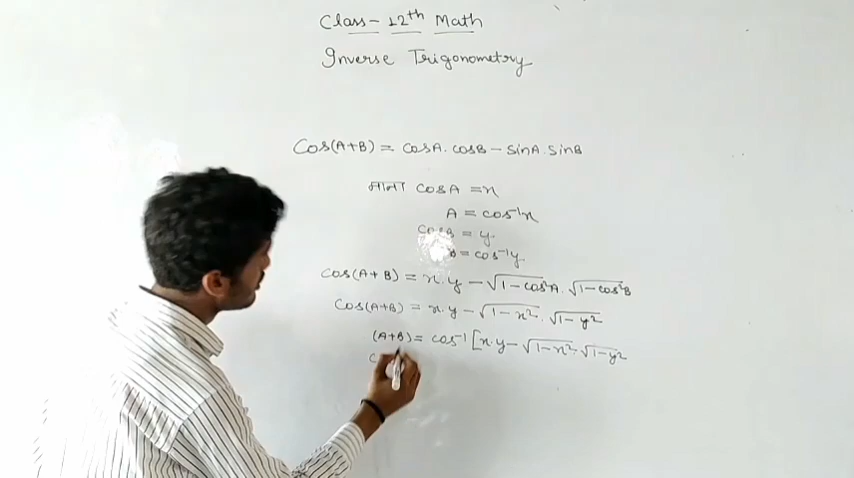 Class - 12th Math
Inverse Trigonometry
Cos(A+B) = cosA. cosB - sinA. sinB
माना cosA = x
A = cos⁻¹x
cosB = y
B = cos⁻¹y
Cos(A+B) = x.y - √1-cos²A . √1-cos²B
Cos(A+B) = x.y - √1-x² . √1-y²
(A+B) = cos⁻¹[x.y - √1-x² . √1-y²
C